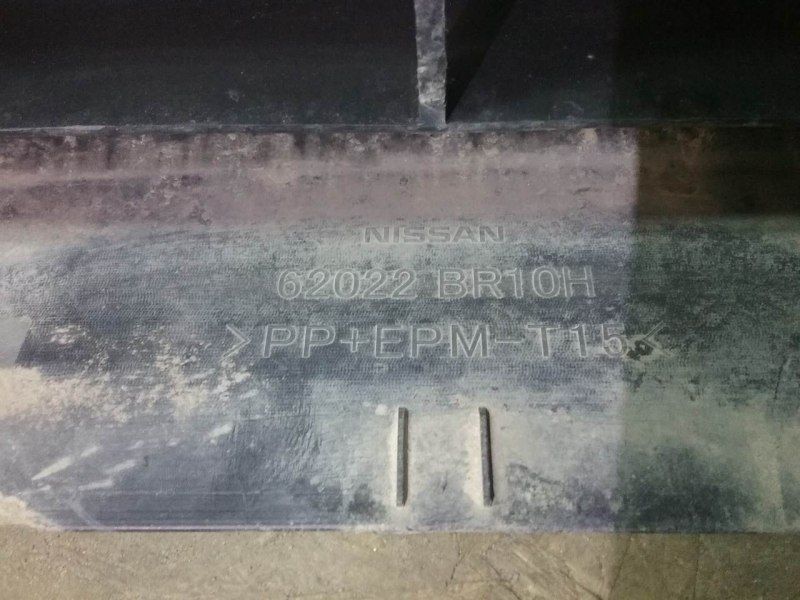 NISSAN
62022 BR10H
>PP+EPM-T15<